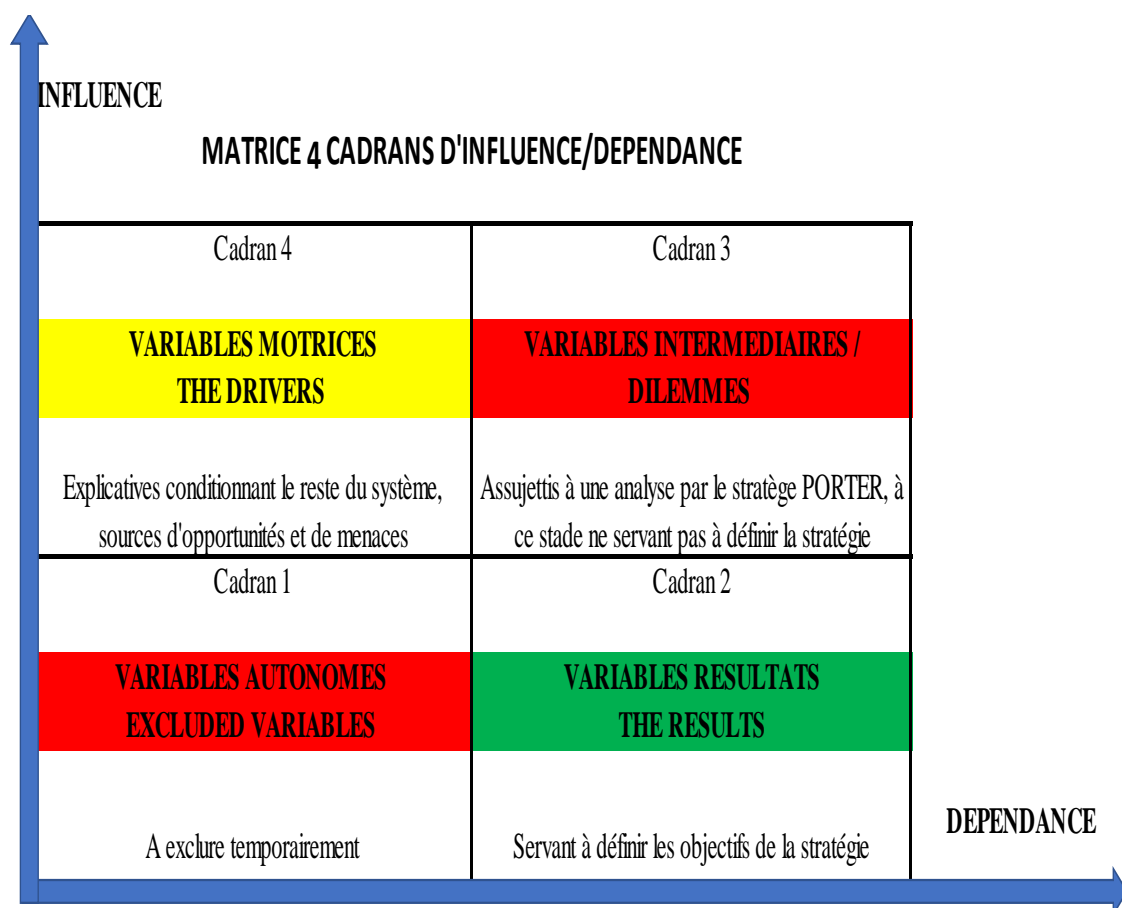 INFLUENCE
MATRICE 4 CADRANS D'INFLUENCE/DEPENDANCE
Cadran 4
VARIABLES MOTRICES
THE DRIVERS
Explicatives conditionnant le reste du système,
sources d'opportunités et de menaces
Cadran 3
VARIABLES INTERMEDIAIRES /
DILEMMES
Assujettis à une analyse par le stratège PORTER, à
ce stade ne servant pas à définir la stratégie
Cadran 1
VARIABLES AUTONOMES
EXCLUDED VARIABLES
A exclure temporairement
Cadran 2
VARIABLES RESULTATS
THE RESULTS
Servant à définir les objectifs de la stratégie
DEPENDANCE